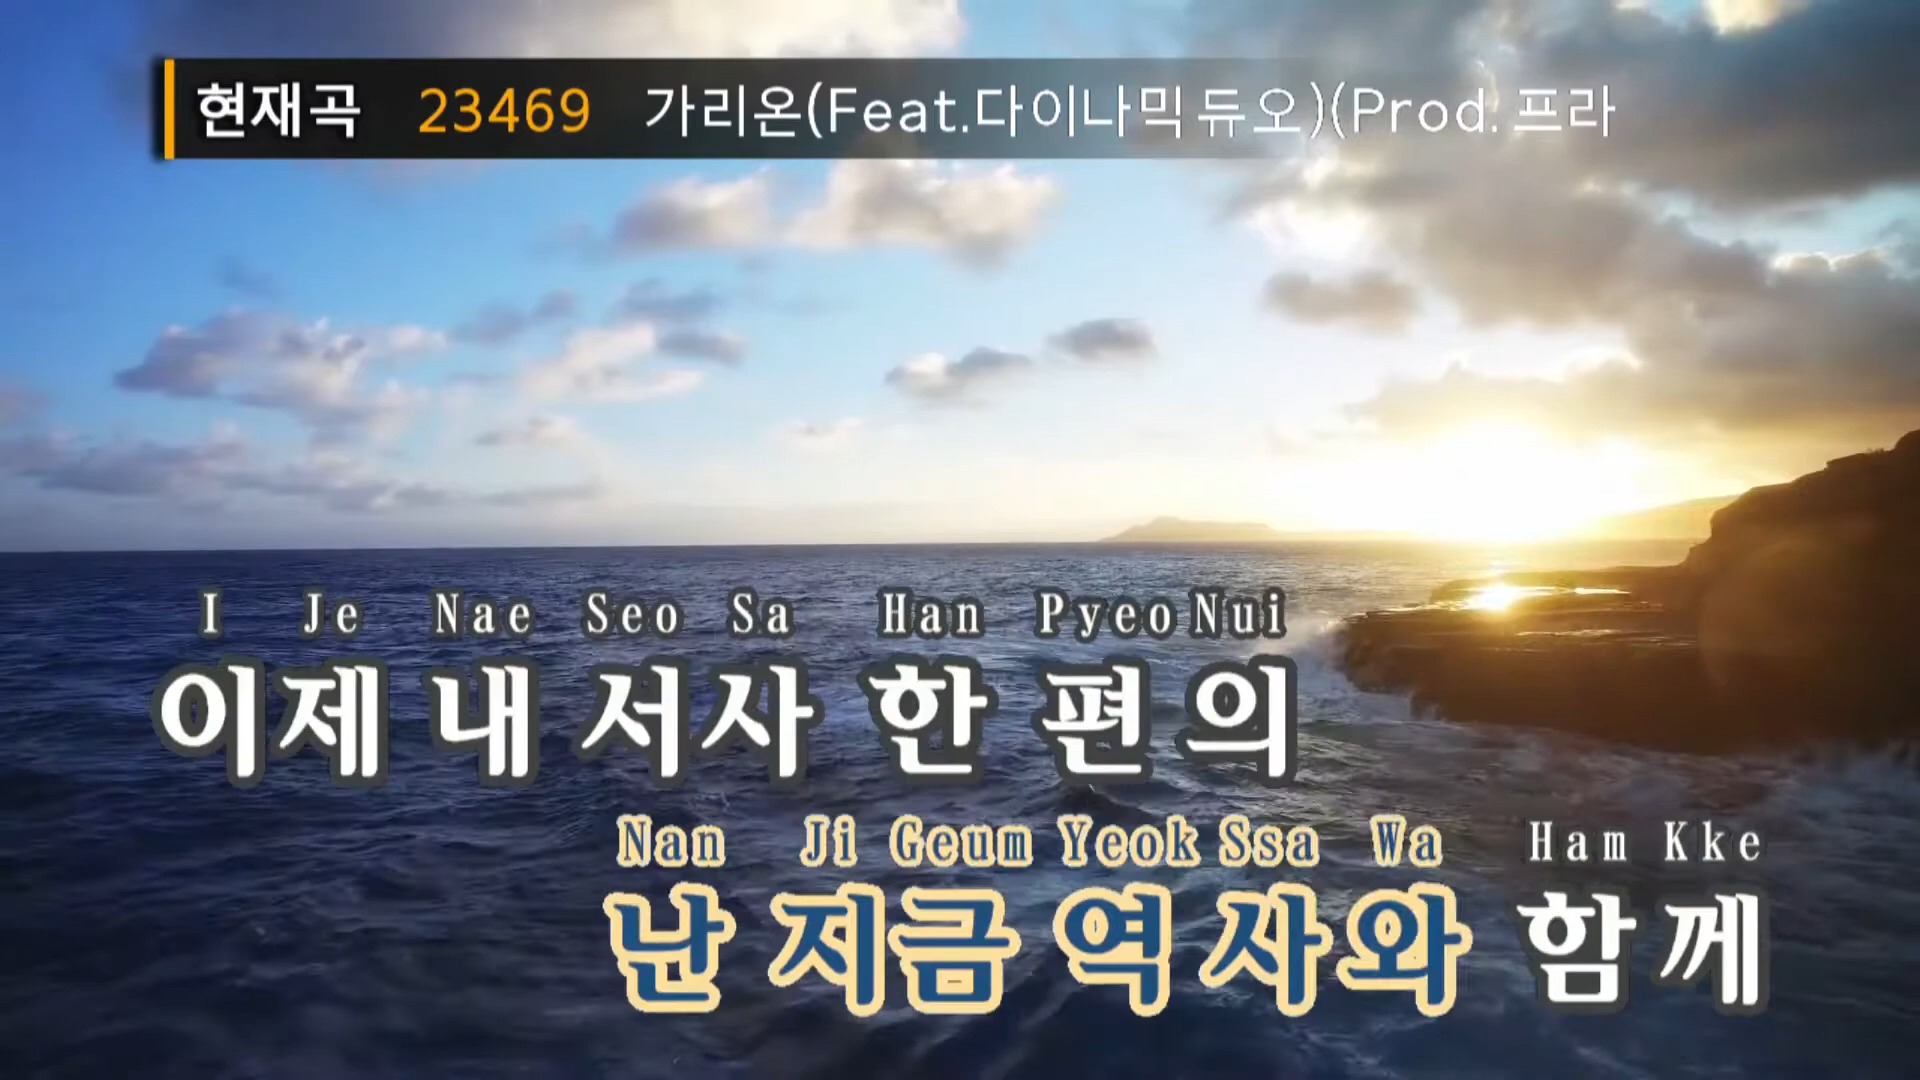 현재곡 23469 가리온(Feat.다이나믹듀오)(Prod.프라
I Je Nae Seo Sa Han Pyeo Nui
이제 내 서사 한 편의
Nan Ji Geum Yeok Ssa Wa Ham Kke
난 지금 역사와 함께